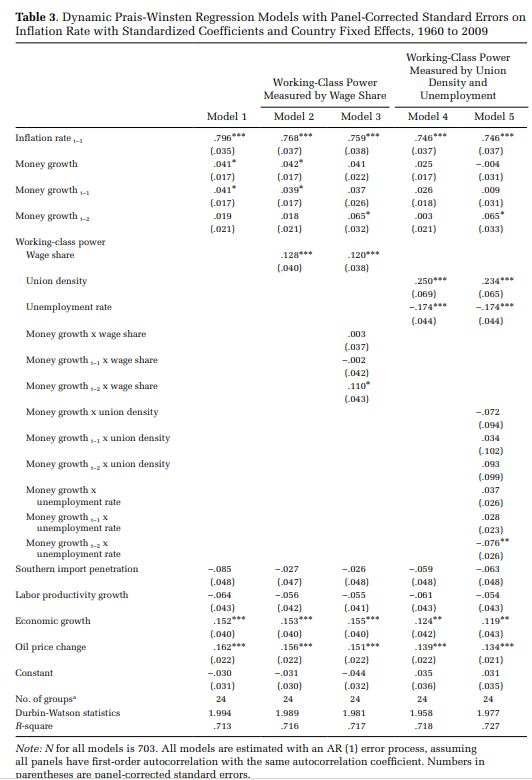 Table 3. Dynamic Prais-Winsten Regression Models with Panel-Corrected Standard Errors on
Inflation Rate with Standardized Coefficients and Country Fixed Effects, 1960 to 2009
Working-Class Power
Measured by Wage Share
Working-Class Power
Measured by Union
Density and
Unemployment
Model 1 Model 2 Model 3 Model 4 Model 5
Inflation rate t–1 .796*** .768*** .759*** .746*** .746***
(.035) (.037) (.038) (.037) (.037)
Money growth .041* .042* .041 .025 –.004
(.017) (.017) (.022) (.017) (.031)
Money growth t–1 .041* .039* .037 .026 .009
(.017) (.017) (.026) (.018) (.031)
Money growth t–2 .019 .018 .065* .003 .065*
(.021) (.021) (.032) (.021) (.033)
Working-class power
Wage share .128*** .120***
(.040) (.038)
Union density .250*** .234***
(.069) (.065)
Unemployment rate –.174*** –.174***
(.044) (.044)
Money growth x wage share .003
(.037)
Money growth t–1 x wage share –.002
(.042)
Money growth t–2 x wage share .110*
(.043)
Money growth x union density –.072
(.094)
Money growth t–1 x union density .034
(.102)
Money growth t–2 x union density .093
(.099)
Money growth x .037
unemployment rate (.026)
Money growth t–1 x .028
unemployment rate (.023)
Money growth t–2 x –.076**
unemployment rate (.026)
Southern import penetration –.085 –.027 –.026 –.059 –.063
(.048) (.047) (.048) (.048) (.048)
Labor productivity growth –.064 –.056 –.055 –.061 –.054
(.043) (.042) (.041) (.043) (.043)
Economic growth .152*** .153*** .155*** .124** .119**
(.040) (.040) (.040) (.042) (.043)
Oil price change .162*** .156*** .151*** .139*** .134***
(.022) (.022) (.022) (.022) (.021)
Constant –.030 –.031 –.044 .035 .031
(.031) (.030) (.032) (.036) (.035)
No. of groupsa 24 24 24 24 24
Durbin-Watson statistics 1.994 1.989 1.981 1.958 1.977
R-square .713 .716 .717 .718 .727
Note: N for all models is 703. All models are estimated with an AR (1) error process, assuming
all panels have first-order autocorrelation with the same autocorrelation coefficient. Numbers in
parentheses are panel-corrected standard errors.